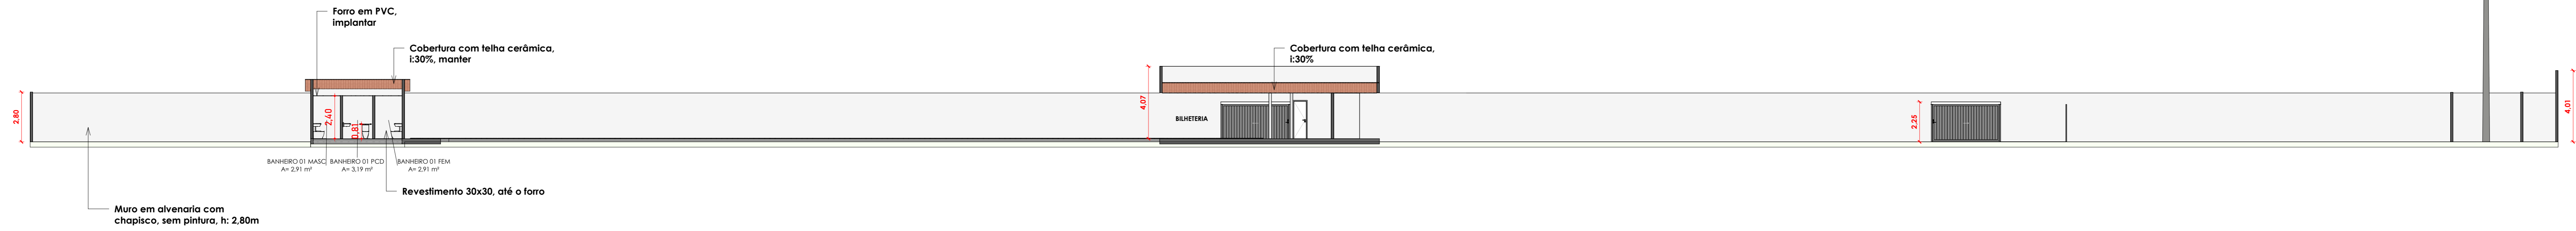 Forro em PVC,
implantar
Cobertura com telha cerâmica,
i:30%, manter
Cobertura com telha cerâmica,
i:30%
2,80
2,40
0,81
4,07
BILHETERIA
2,25
4,01
BANHEIRO 01 MASC
A= 2,91 m²
BANHEIRO 01 PCD
A= 3,19 m²
BANHEIRO 01 FEM
A= 2,91 m²
Revestimento 30x30, até o forro
Muro em alvenaria com
chapisco, sem pintura, h: 2,80m